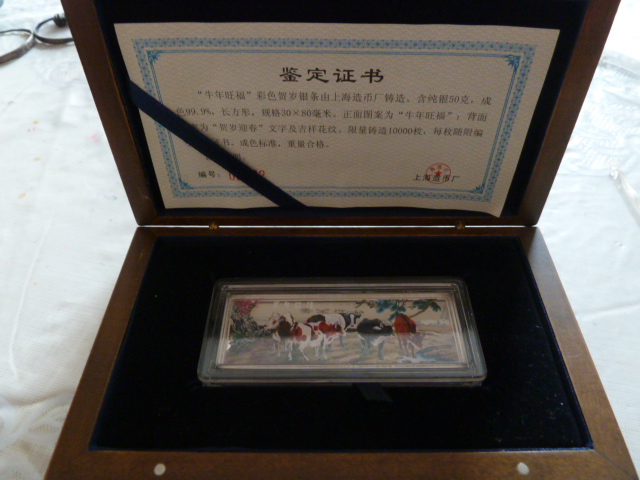 鉴定证书
“牛年旺福”彩色贺岁银条由上海造币厂铸造，含纯银50克，成
色99.9%，长方形，规格30×80毫米，正面图案为“牛年旺福”；背面
为“贺岁迎春”文字及吉祥花纹，限量铸造10000枚，每枚附附编
书，成色标准，重量合格。
编号：
上海造币厂